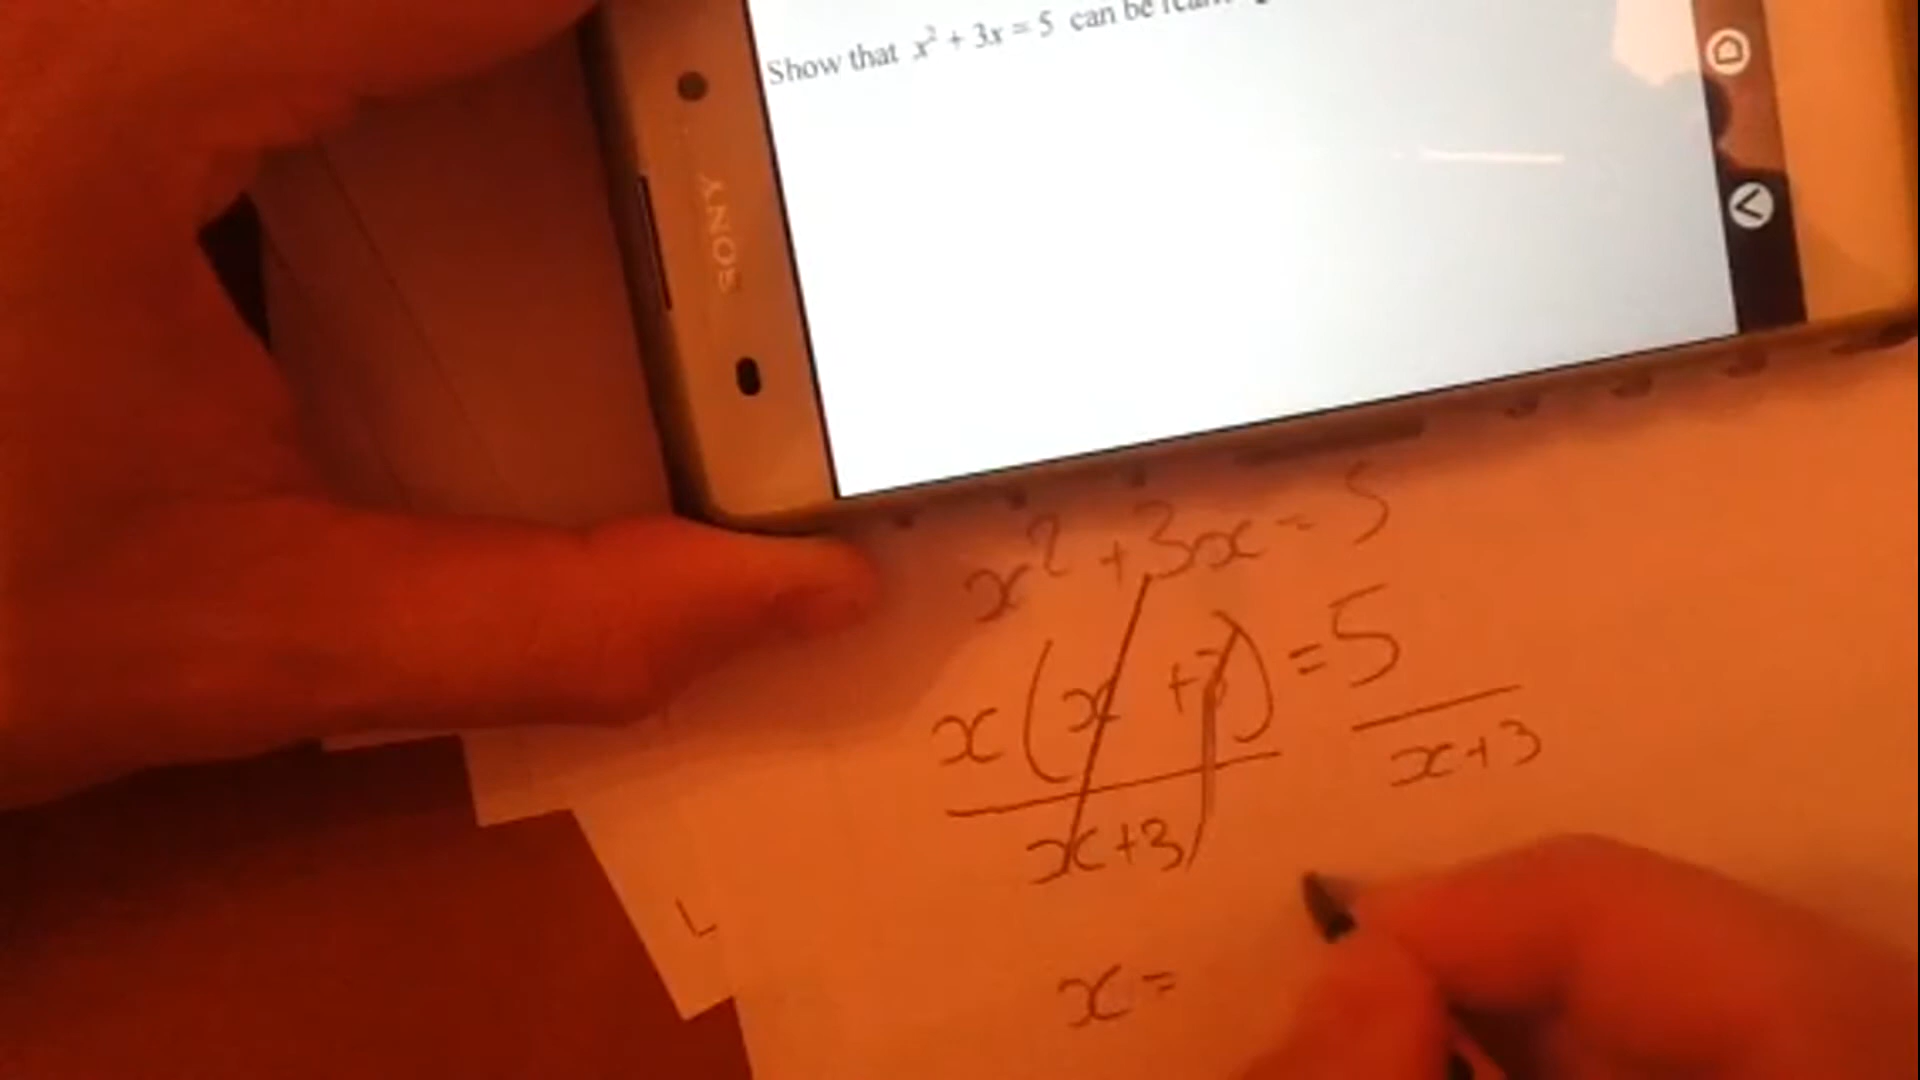 Show that x² + 3x = 5 can be
SONY
x² + 3x = 5
x(x + 3) = 5
x+3 x+3
x =